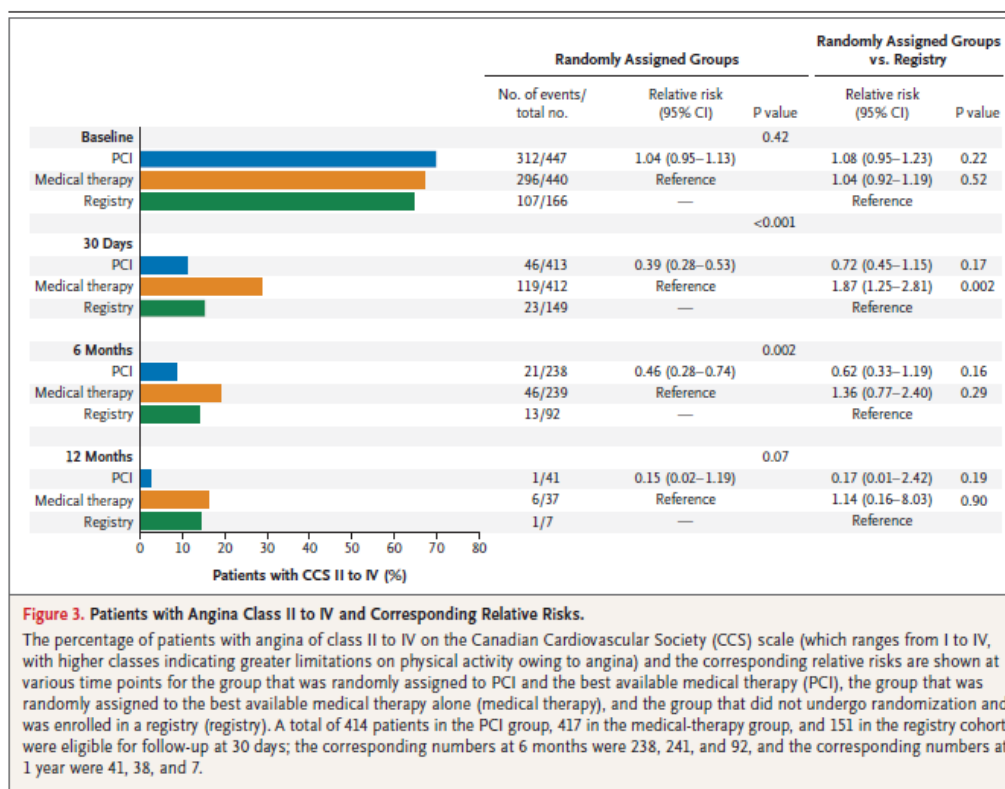 Randomly Assigned Groups
Randomly Assigned Groups
vs. Registry
No. of events/
total no.
Relative risk
(95% CI)
P value
Relative risk
(95% CI)
P value
Baseline 0.42
PCI 312/447 1.04 (0.95–1.13) 1.08 (0.95–1.23) 0.22
Medical therapy 296/440 Reference 1.04 (0.92–1.19) 0.52
Registry 107/166 — Reference
<0.001
30 Days
PCI 46/413 0.39 (0.28–0.53) 0.72 (0.45–1.15) 0.17
Medical therapy 119/412 Reference 1.87 (1.25–2.81) 0.002
Registry 23/149 — Reference
6 Months 0.002
PCI 21/238 0.46 (0.28–0.74) 0.62 (0.33–1.19) 0.16
Medical therapy 46/239 Reference 1.36 (0.77–2.40) 0.29
Registry 13/92 — Reference
12 Months 0.07
PCI 1/41 0.15 (0.02–1.19) 0.17 (0.01–2.42) 0.19
Medical therapy 6/37 Reference 1.14 (0.16–8.03) 0.90
Registry 1/7 — Reference
0 10 20 30 40 50 60 70 80
Patients with CCS II to IV (%)
Figure 3. Patients with Angina Class II to IV and Corresponding Relative Risks.
The percentage of patients with angina of class II to IV on the Canadian Cardiovascular Society (CCS) scale (which ranges from I to IV,
with higher classes indicating greater limitations on physical activity owing to angina) and the corresponding relative risks are shown at
various time points for the group that was randomly assigned to PCI and the best available medical therapy (PCI), the group that was
randomly assigned to the best available medical therapy alone (medical therapy), and the group that did not undergo randomization and
was enrolled in a registry (registry). A total of 414 patients in the PCI group, 417 in the medical-therapy group, and 151 in the registry cohort
were eligible for follow-up at 30 days; the corresponding numbers at 6 months were 238, 241, and 92, and the corresponding numbers at
1 year were 41, 38, and 7.